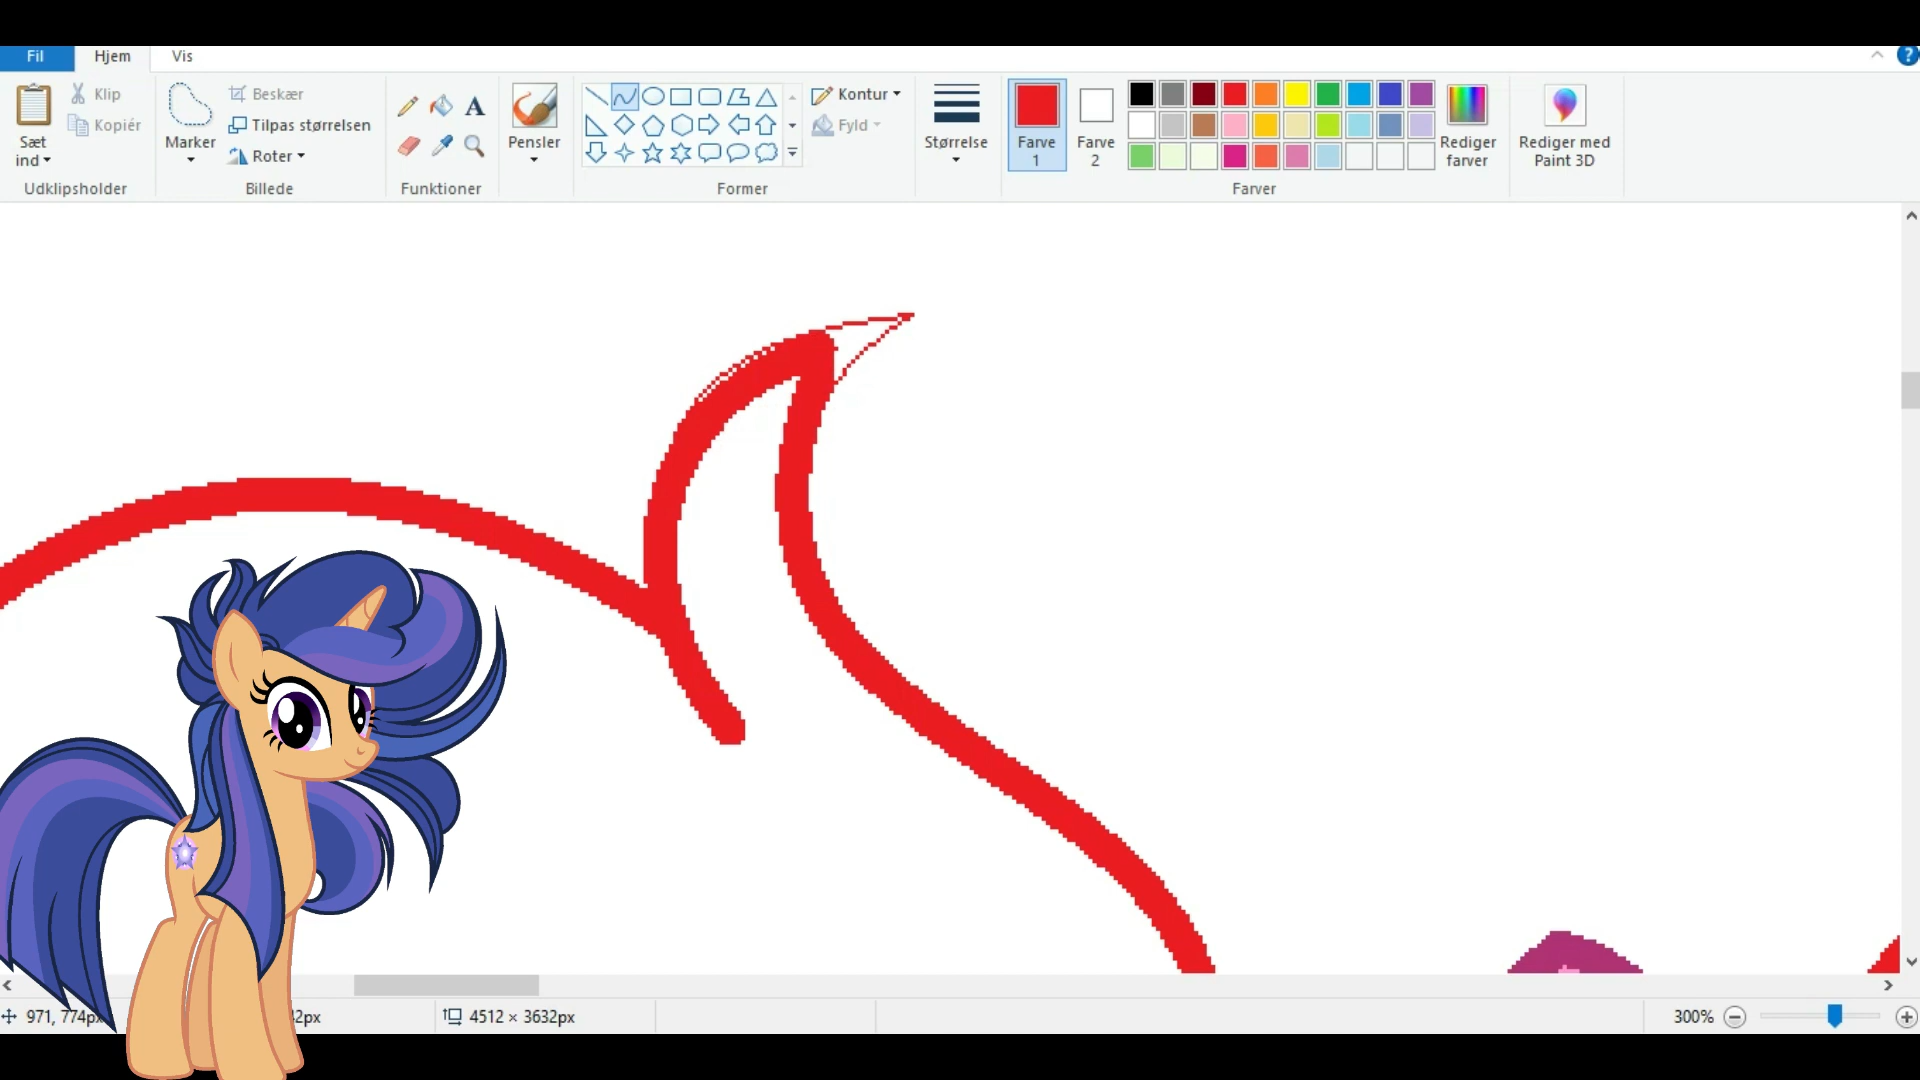 Fil Hjem Vis
Sæt ind
Klip
Kopiér
Udklipsholder
Marker
Beskær
Tilpas størrelsen
Roter
Billede
A
Funktioner
Pensler
Former
Kontur
Fyld
Størrelse
Farve 1
Farve 2
Rediger farver
Farver
Rediger med Paint 3D
?
971, 774px
4512 × 3632px
300%